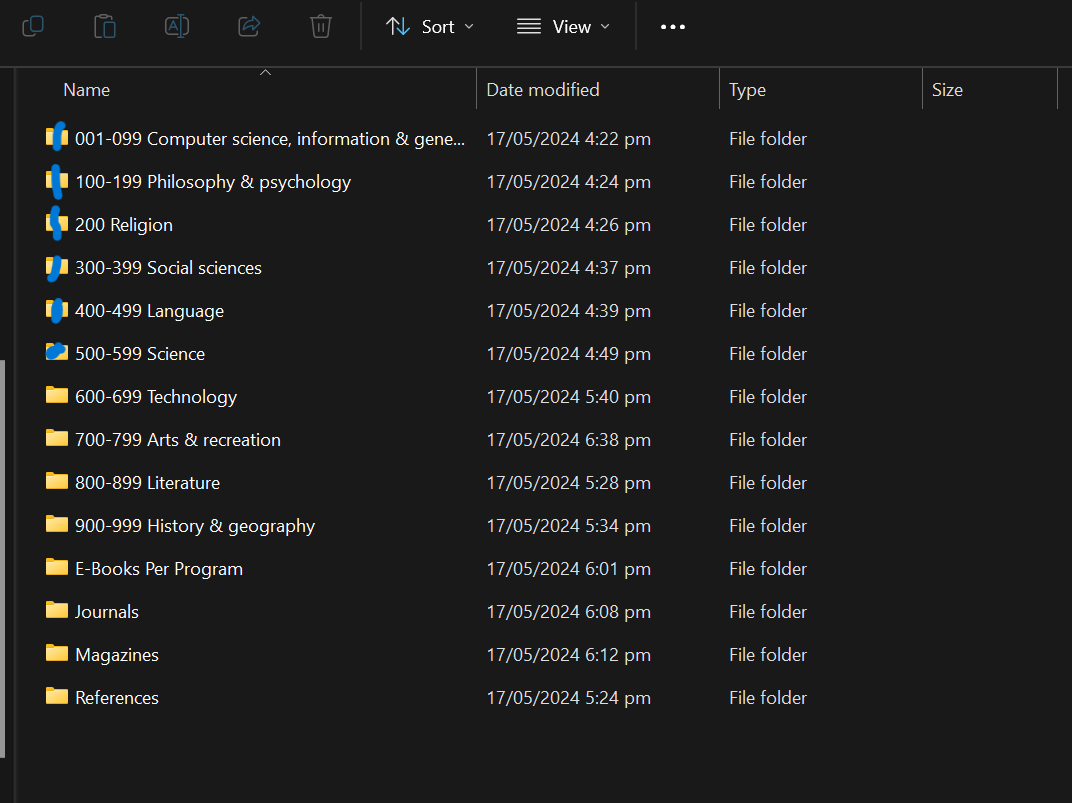 Sort View
Name Date modified Type Size
001-099 Computer science, information & gene... 17/05/2024 4:22 pm File folder
100-199 Philosophy & psychology 17/05/2024 4:24 pm File folder
200 Religion 17/05/2024 4:26 pm File folder
300-399 Social sciences 17/05/2024 4:37 pm File folder
400-499 Language 17/05/2024 4:39 pm File folder
500-599 Science 17/05/2024 4:49 pm File folder
600-699 Technology 17/05/2024 5:40 pm File folder
700-799 Arts & recreation 17/05/2024 6:38 pm File folder
800-899 Literature 17/05/2024 5:28 pm File folder
900-999 History & geography 17/05/2024 5:34 pm File folder
E-Books Per Program 17/05/2024 6:01 pm File folder
Journals 17/05/2024 6:08 pm File folder
Magazines 17/05/2024 6:12 pm File folder
References 17/05/2024 5:24 pm File folder